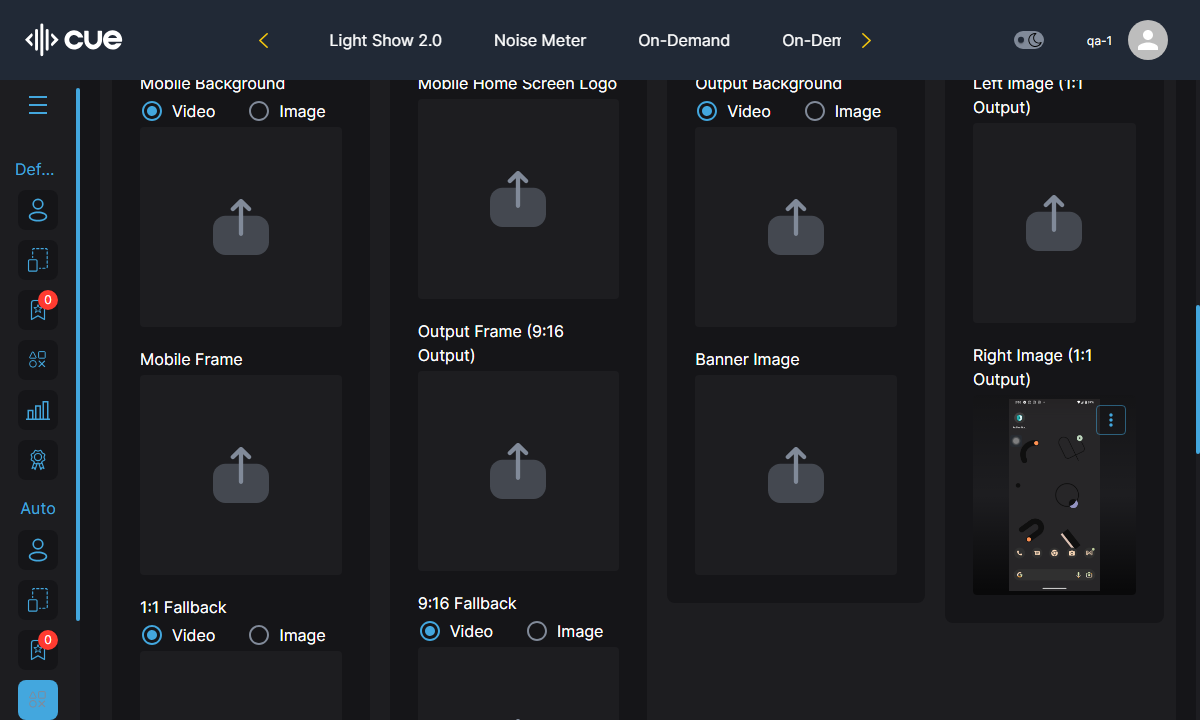 cue
Light Show 2.0
Noise Meter
On-Demand
On-Dem
qa-1
Def...
0
Auto
0
Mobile Background
Video
Image
Mobile Frame
1:1 Fallback
Video
Image
Mobile Home Screen Logo
Output Frame (9:16
Output)
9:16 Fallback
Video
Image
Output Background
Video
Image
Banner Image
Left Image (1:1
Output)
Right Image (1:1
Output)